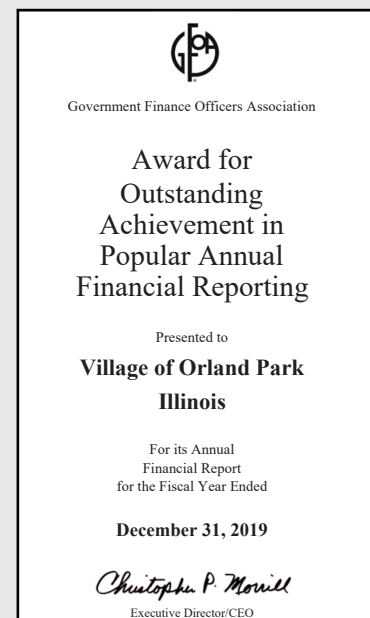 GFOA
Government Finance Officers Association
Award for
Outstanding
Achievement in
Popular Annual
Financial Reporting
Presented to
Village of Orland Park
Illinois
For its Annual
Financial Report
for the Fiscal Year Ended
December 31, 2019
Christopher P. Morrill
Executive Director/CEO